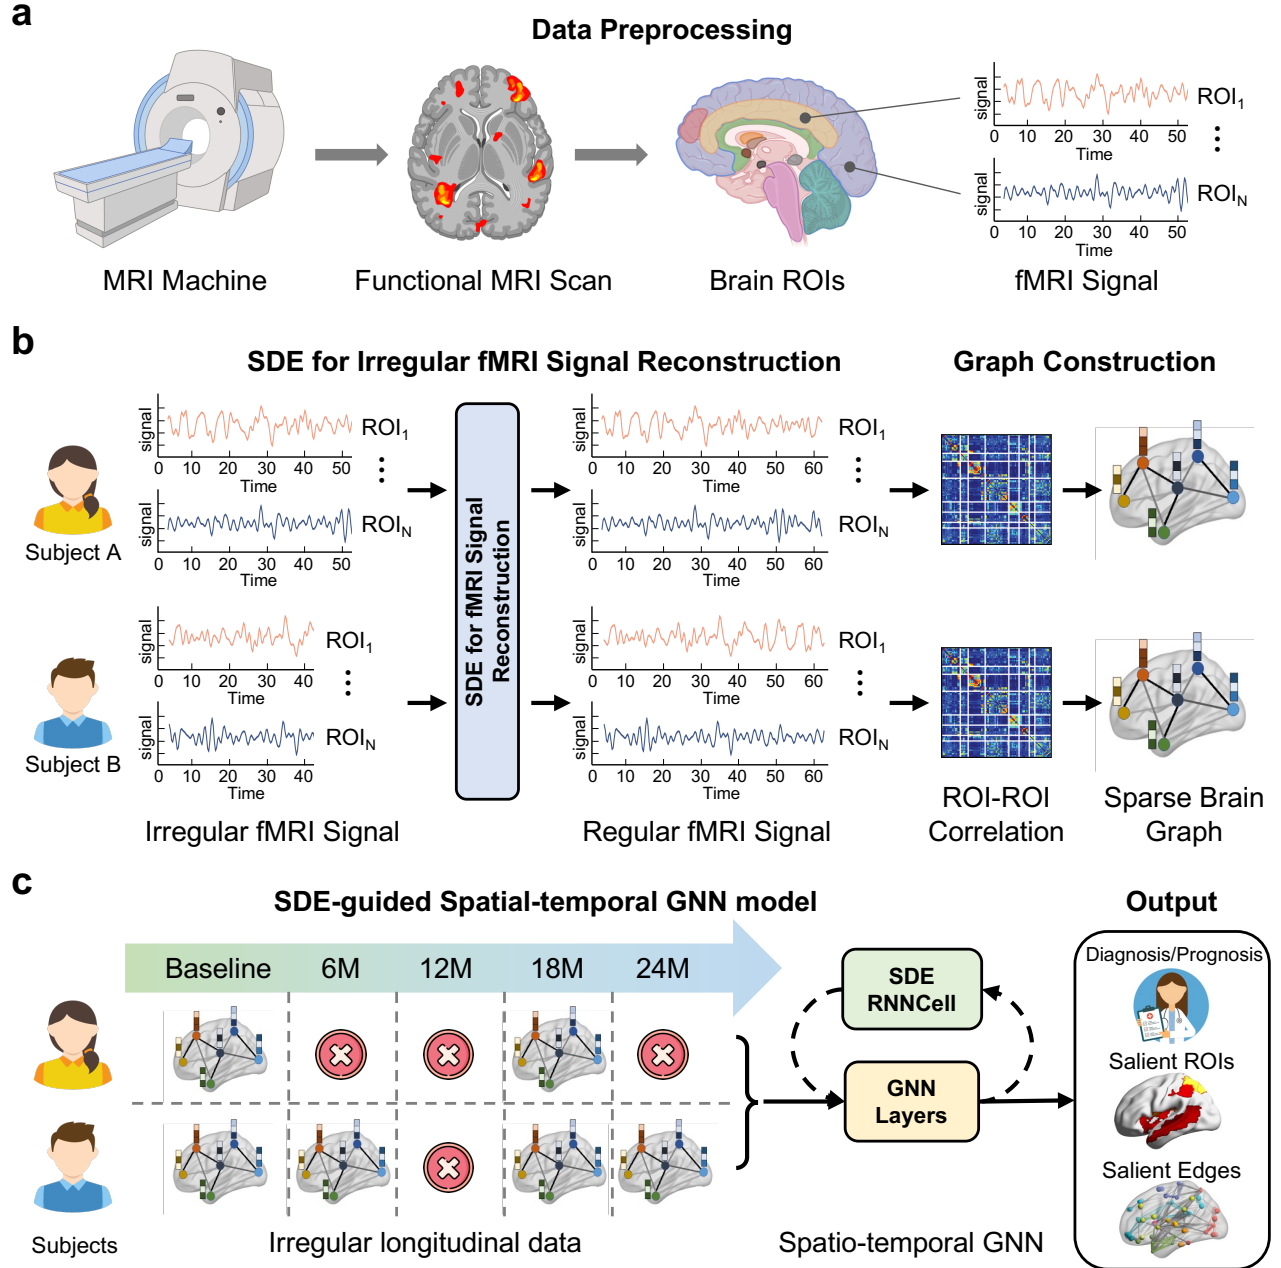 a
Data Preprocessing
signal
ROI1
10 20 30 40 50
Time
signal
ROIN
10 20 30 40 50
Time
MRI Machine
Functional MRI Scan
Brain ROIs
fMRI Signal
b
SDE for Irregular fMRI Signal Reconstruction
Graph Construction
signal
ROI1
0 10 20 30 40 50
Time
signal
ROIN
0 10 20 30 40 50
Time
Subject A
SDE for fMRI Signal
Reconstruction
signal
ROI1
0 10 20 30 40 50 60
Time
signal
ROIN
0 10 20 30 40 50 60
Time
signal
ROI1
0 10 20 30 40
Time
signal
ROIN
0 10 20 30 40
Time
Subject B
signal
ROI1
0 10 20 30 40 50 60
Time
signal
ROIN
0 10 20 30 40 50 60
Time
Irregular fMRI Signal
Regular fMRI Signal
ROI-ROI
Correlation
Sparse Brain
Graph
c
SDE-guided Spatial-temporal GNN model
Output
Baseline 6M 12M 18M 24M
SDE
RNNCell
GNN
Layers
Diagnosis/Prognosis
Salient ROIs
Salient Edges
Subjects
Irregular longitudinal data
Spatio-temporal GNN